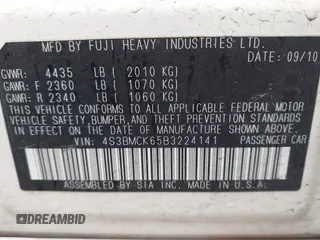 MFD BY FUJI HEAVY INDUSTRIES LTD.
DATE: 09/10
GVWR: 4435 LB ( 2010 KG)
GAWR: F 2360 LB ( 1070 KG)
GAWR: R 2340 LB ( 1060 KG)
THIS VEHICLE CONFORMS TO ALL APPLICABLE FEDERAL MOTOR
VEHICLE SAFETY, BUMPER, AND THEFT PREVENTION STANDARDS
IN EFFECT ON THE DATE OF MANUFACTURE SHOWN ABOVE.
VIN: 4S3BMCK65B3224141 PASSENGER CAR
ASSEMBLED BY SIA INC. MADE IN U.S.A.
DREAMBID